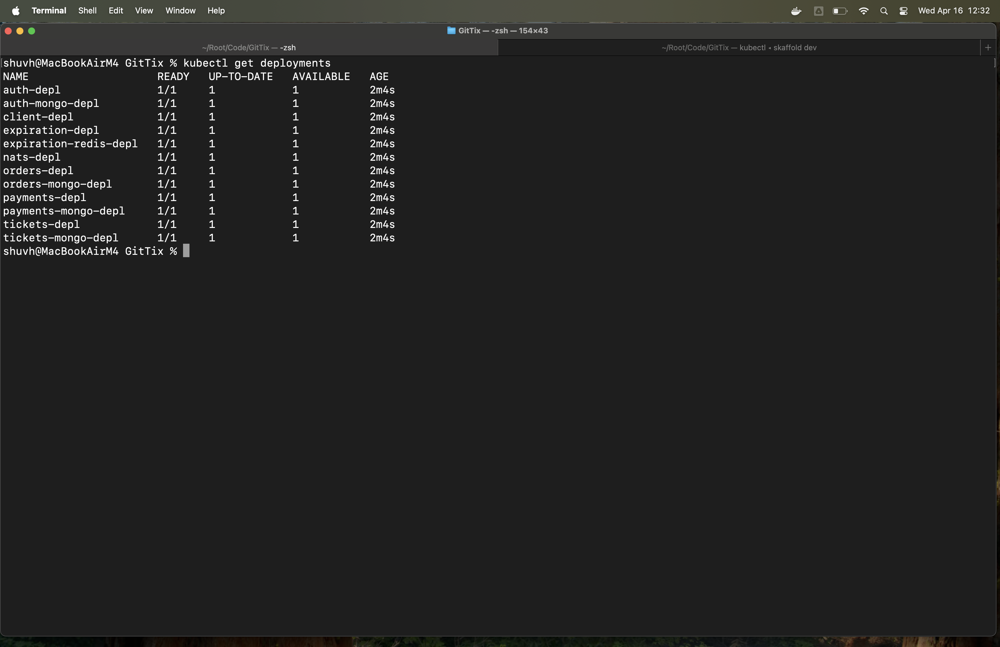 Terminal Shell Edit View Window Help Wed Apr 16 12:32
GitTix — -zsh — 154×43
~/Root/Code/GitTix — -zsh ~/Root/Code/GitTix — kubectl ◂ skaffold dev +
[shuvh@MacBookAirM4 GitTix % kubectl get deployments ]
NAME READY UP-TO-DATE AVAILABLE AGE
auth-depl 1/1 1 1 2m4s
auth-mongo-depl 1/1 1 1 2m4s
client-depl 1/1 1 1 2m4s
expiration-depl 1/1 1 1 2m4s
expiration-redis-depl 1/1 1 1 2m4s
nats-depl 1/1 1 1 2m4s
orders-depl 1/1 1 1 2m4s
orders-mongo-depl 1/1 1 1 2m4s
payments-depl 1/1 1 1 2m4s
payments-mongo-depl 1/1 1 1 2m4s
tickets-depl 1/1 1 1 2m4s
tickets-mongo-depl 1/1 1 1 2m4s
shuvh@MacBookAirM4 GitTix %